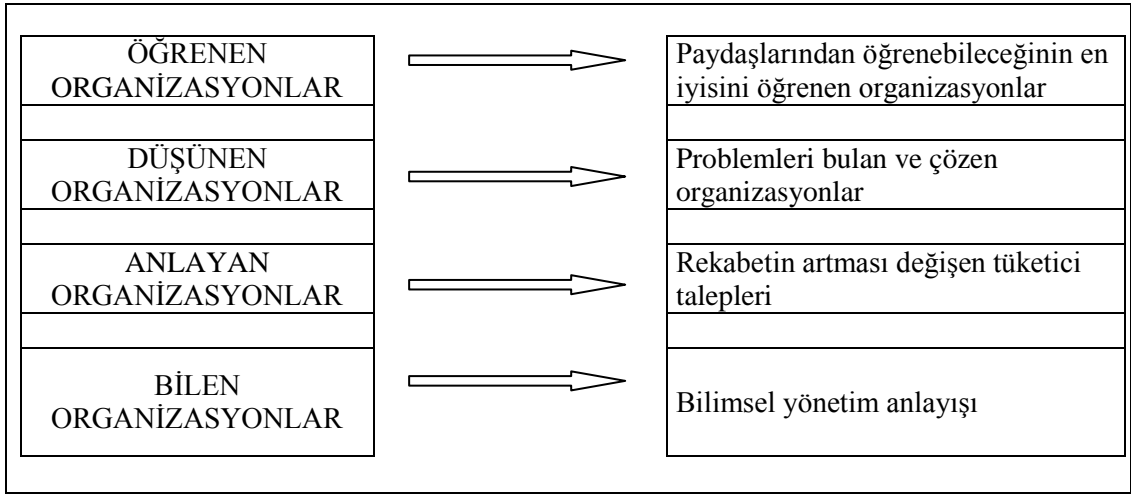 ÖĞRENEN
ORGANİZASYONLAR
Paydaşlarından öğrenebileceğinin en
iyisini öğrenen organizasyonlar
DÜŞÜNEN
ORGANİZASYONLAR
Problemleri bulan ve çözen
organizasyonlar
ANLAYAN
ORGANİZASYONLAR
Rekabetin artması değişen tüketici
talepleri
BİLEN
ORGANİZASYONLAR
Bilimsel yönetim anlayışı